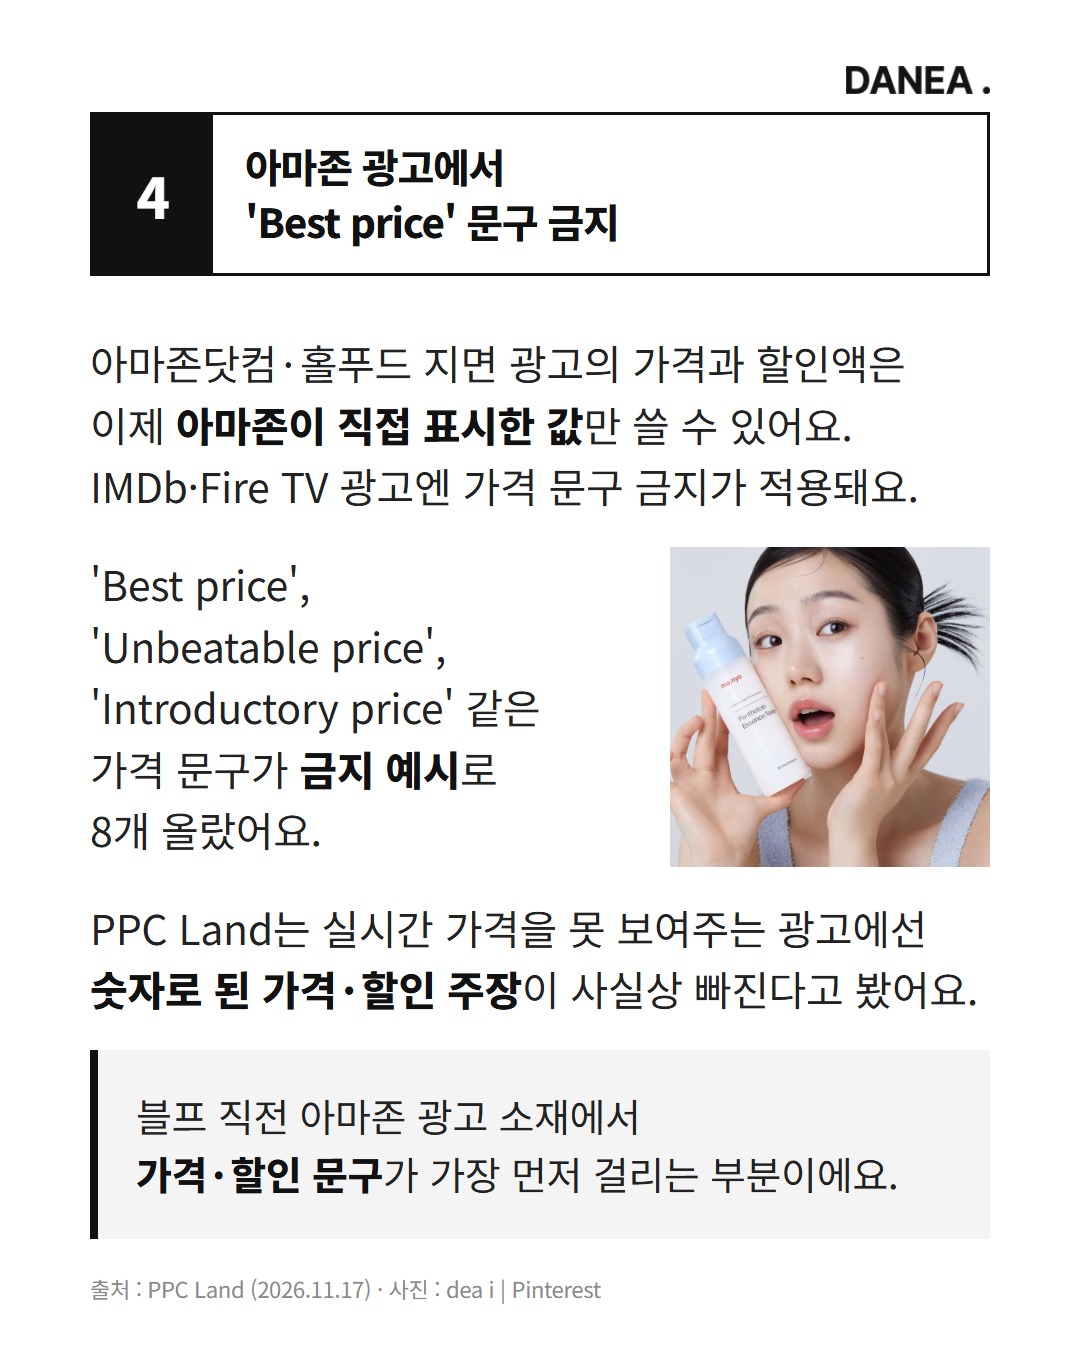 DANEA .
4
아마존 광고에서
'Best price' 문구 금지
아마존닷컴·홀푸드 지면 광고의 가격과 할인액은
이제 아마존이 직접 표시한 값만 쓸 수 있어요.
IMDb·Fire TV 광고엔 가격 문구 금지가 적용돼요.
'Best price',
'Unbeatable price',
'Introductory price' 같은
가격 문구가 금지 예시로
8개 올랐어요.
ma:nyo
Panthetoin
Essence Toner
PPC Land는 실시간 가격을 못 보여주는 광고에선
숫자로 된 가격·할인 주장이 사실상 빠진다고 봤어요.
블프 직전 아마존 광고 소재에서
가격·할인 문구가 가장 먼저 걸리는 부분이에요.
출처 : PPC Land (2026.11.17) · 사진 : dea i | Pinterest